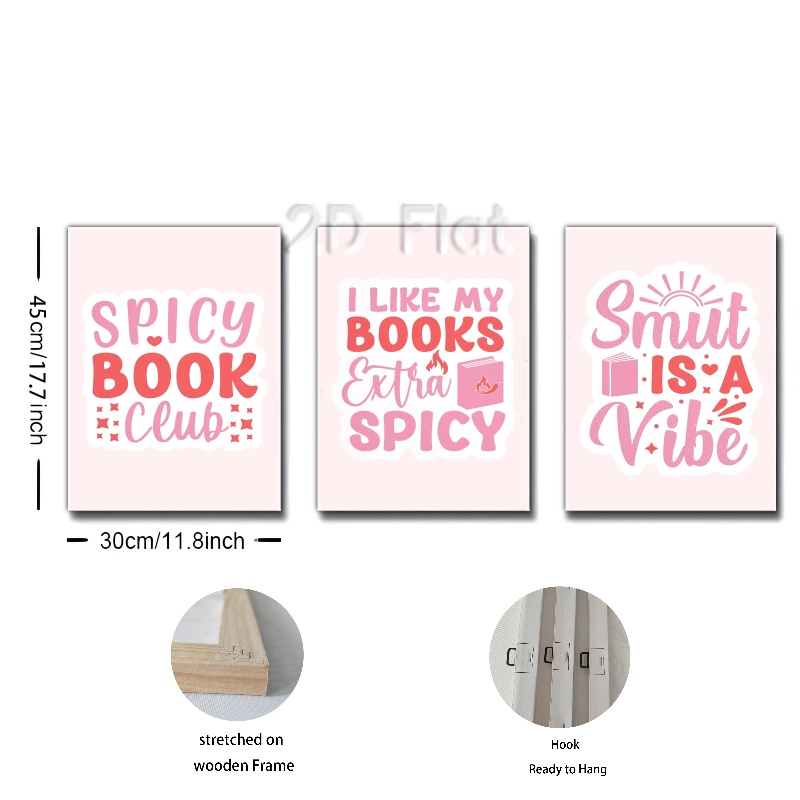 2D Flat
SPICY
BOOK
Club
I LIKE MY
BOOKS
Extra
SPICY
Smut
IS A
Vibe
45cm/17.7inch
30cm/11.8inch
stretched on
wooden Frame
Hook
Ready to Hang